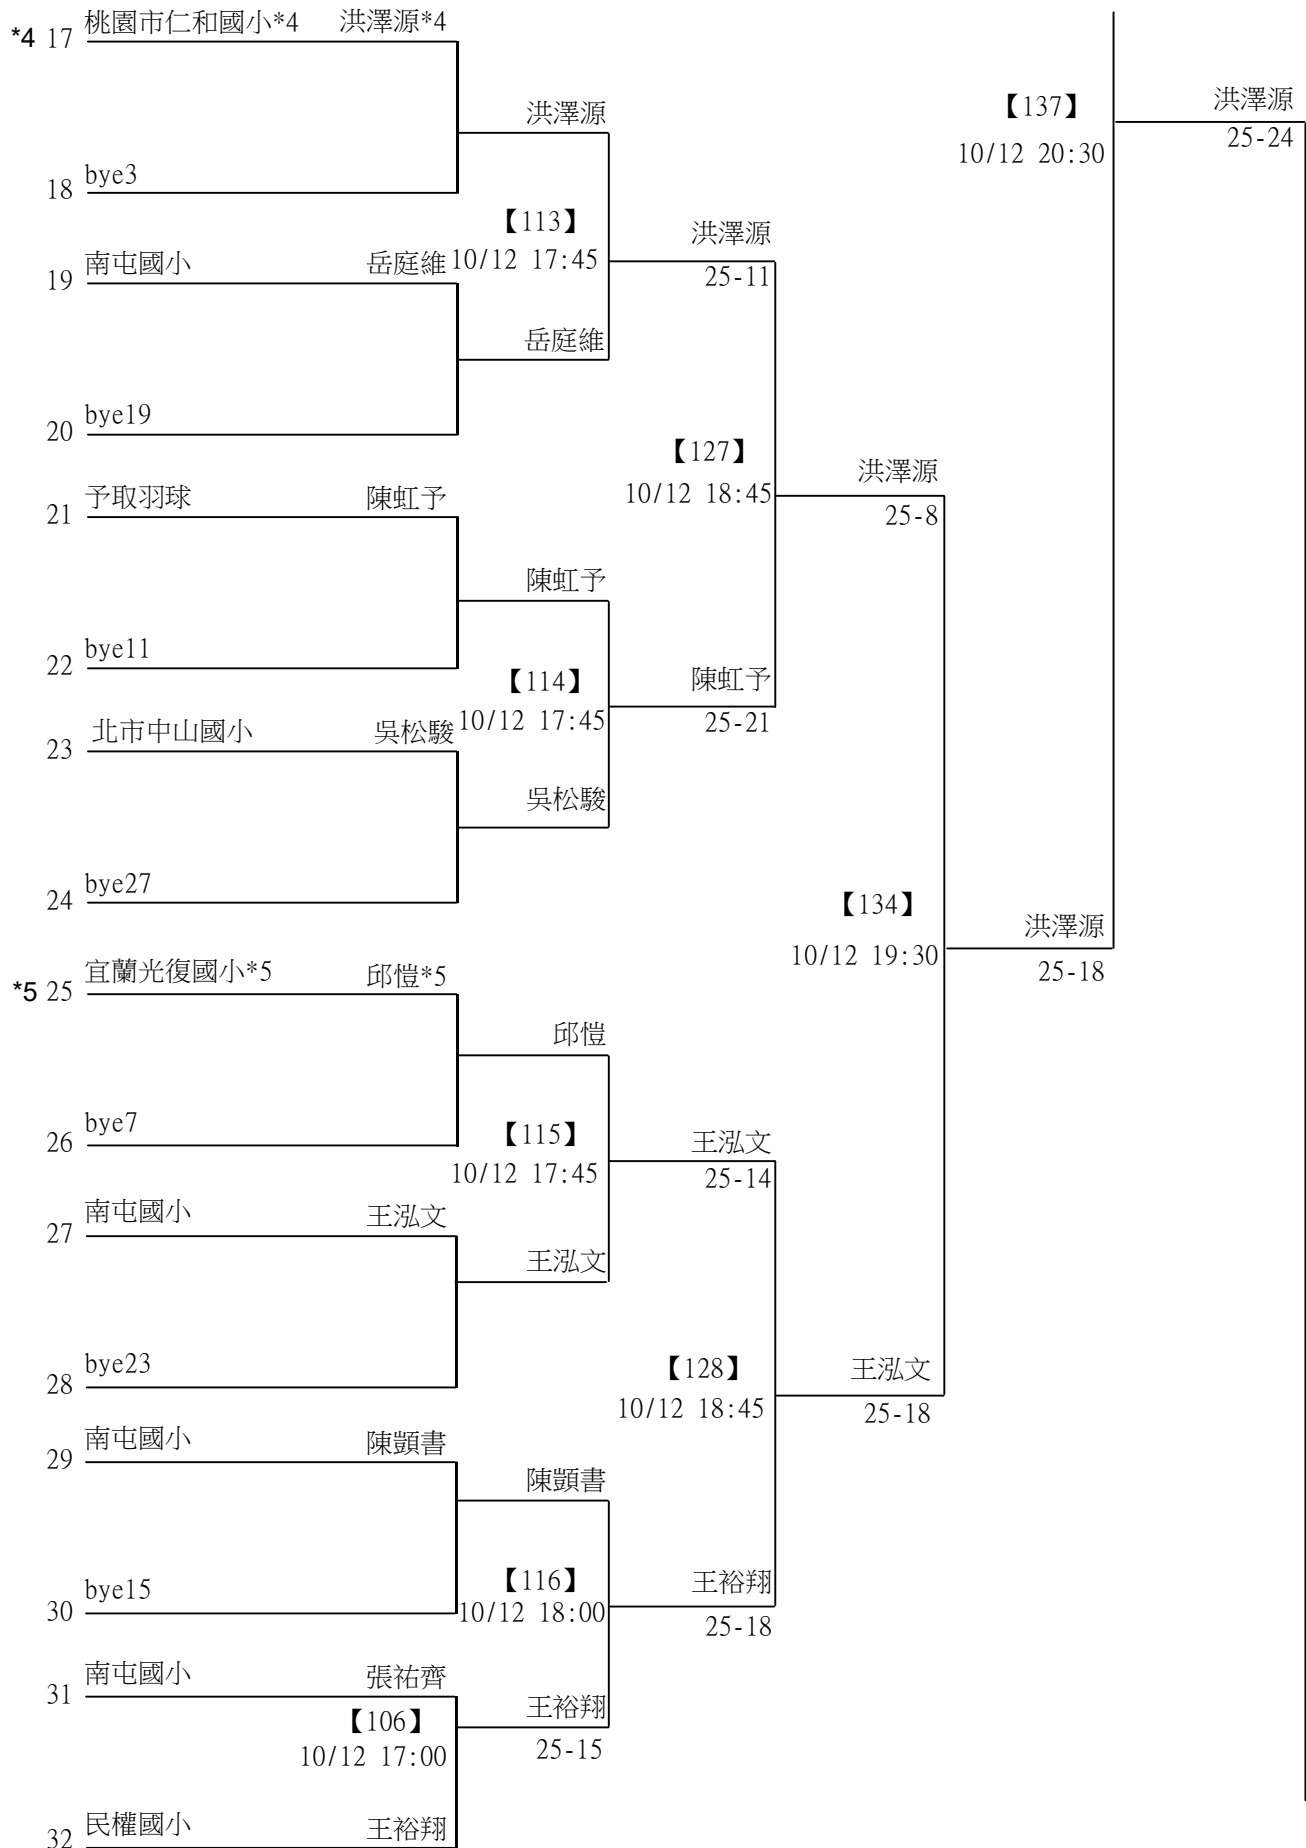 *4 17 桃園市仁和國小*4 洪澤源*4
洪澤源
【137】
洪澤源
25-24
10/12 20:30
18 bye3
【113】
10/12 17:45
洪澤源
25-11
19 南屯國小 岳庭維
岳庭維
20 bye19
【127】
10/12 18:45
洪澤源
25-8
21 予取羽球 陳虹予
陳虹予
22 bye11
【114】
10/12 17:45
陳虹予
25-21
23 北市中山國小 吳松駿
吳松駿
24 bye27
【134】
10/12 19:30
洪澤源
25-18
*5 25 宜蘭光復國小*5 邱愷*5
邱愷
26 bye7
【115】
10/12 17:45
王泓文
25-14
27 南屯國小 王泓文
王泓文
28 bye23
【128】
10/12 18:45
王泓文
25-18
29 南屯國小 陳顗書
陳顗書
30 bye15
【116】
10/12 18:00
王裕翔
25-18
31 南屯國小 張祐齊
【106】
10/12 17:00
王裕翔
25-15
32 民權國小 王裕翔